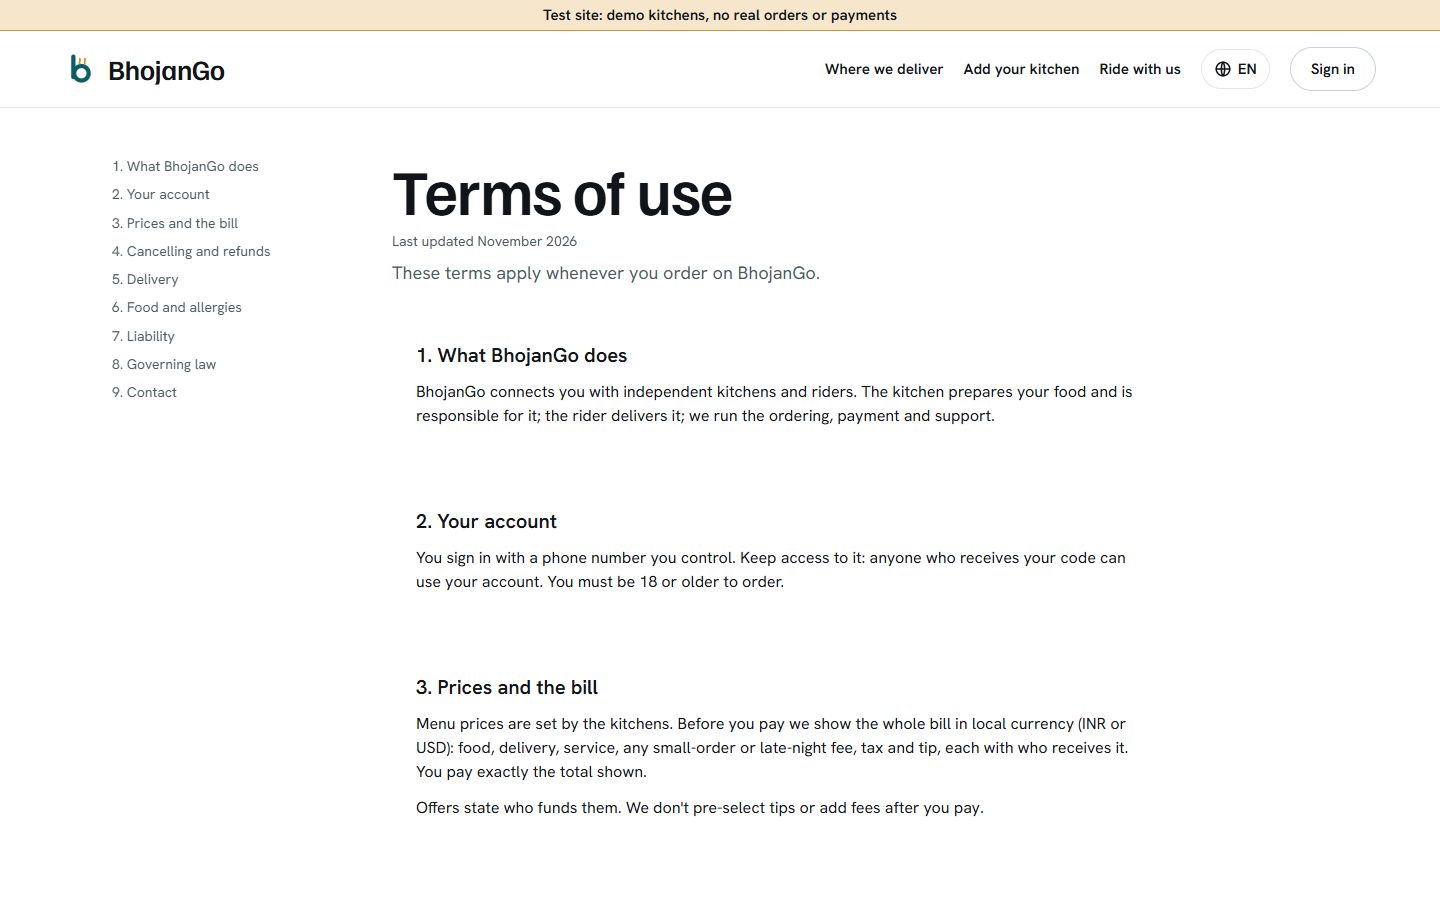 Test site: demo kitchens, no real orders or payments
BhojanGo
Where we deliver
Add your kitchen
Ride with us
EN
Sign in
1. What BhojanGo does
2. Your account
3. Prices and the bill
4. Cancelling and refunds
5. Delivery
6. Food and allergies
7. Liability
8. Governing law
9. Contact
Terms of use
Last updated November 2026
These terms apply whenever you order on BhojanGo.
1. What BhojanGo does
BhojanGo connects you with independent kitchens and riders. The kitchen prepares your food and is
responsible for it; the rider delivers it; we run the ordering, payment and support.
2. Your account
You sign in with a phone number you control. Keep access to it: anyone who receives your code can
use your account. You must be 18 or older to order.
3. Prices and the bill
Menu prices are set by the kitchens. Before you pay we show the whole bill in local currency (INR or
USD): food, delivery, service, any small-order or late-night fee, tax and tip, each with who receives it.
You pay exactly the total shown.
Offers state who funds them. We don't pre-select tips or add fees after you pay.